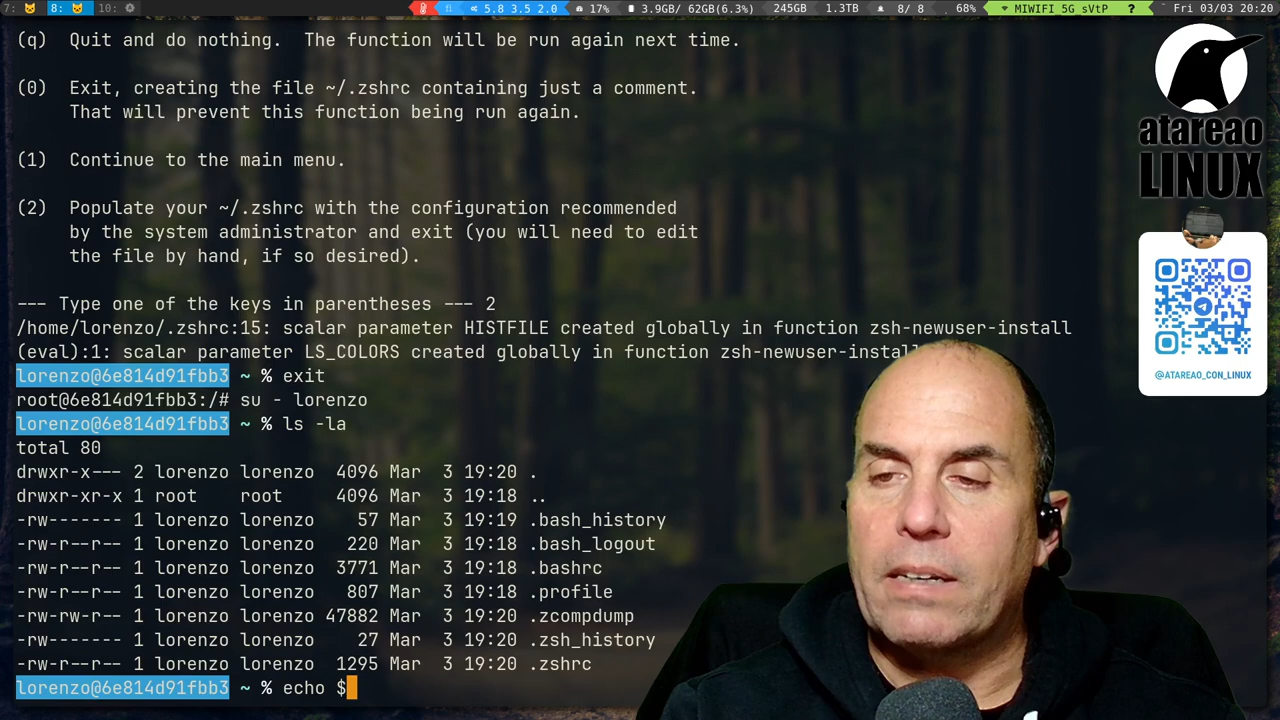 7: 8: 10: 5.8 3.5 2.0 17% 3.9GB/ 62GB(6.3%) 245GB 1.3TB 8/ 8 68% MIWIFI 5G sVtP ? Fri 03/03 20:20
(q)  Quit and do nothing.  The function will be run again next time.
(0)  Exit, creating the file ~/.zshrc containing just a comment.
That will prevent this function being run again.
(1)  Continue to the main menu.
(2)  Populate your ~/.zshrc with the configuration recommended
by the system administrator and exit (you will need to edit
the file by hand, if so desired).
--- Type one of the keys in parentheses --- 2
/home/lorenzo/.zshrc:15: scalar parameter HISTFILE created globally in function zsh-newuser-install
(eval):1: scalar parameter LS_COLORS created globally in function zsh-newuser-install
lorenzo@6e814d91fbb3 ~ % exit
root@6e814d91fbb3:/# su - lorenzo
lorenzo@6e814d91fbb3 ~ % ls -la
total 80
drwxr-x--- 2 lorenzo lorenzo  4096 Mar  3 19:20 .
drwxr-xr-x 1 root    root     4096 Mar  3 19:18 ..
-rw------- 1 lorenzo lorenzo    57 Mar  3 19:19 .bash_history
-rw-r--r-- 1 lorenzo lorenzo   220 Mar  3 19:18 .bash_logout
-rw-r--r-- 1 lorenzo lorenzo  3771 Mar  3 19:18 .bashrc
-rw-r--r-- 1 lorenzo lorenzo   807 Mar  3 19:18 .profile
-rw-rw-r-- 1 lorenzo lorenzo 47882 Mar  3 19:20 .zcompdump
-rw------- 1 lorenzo lorenzo    27 Mar  3 19:20 .zsh_history
-rw-r--r-- 1 lorenzo lorenzo  1295 Mar  3 19:20 .zshrc
lorenzo@6e814d91fbb3 ~ % echo $
atareao
LINUX
@ATAREAO_CON_LINUX